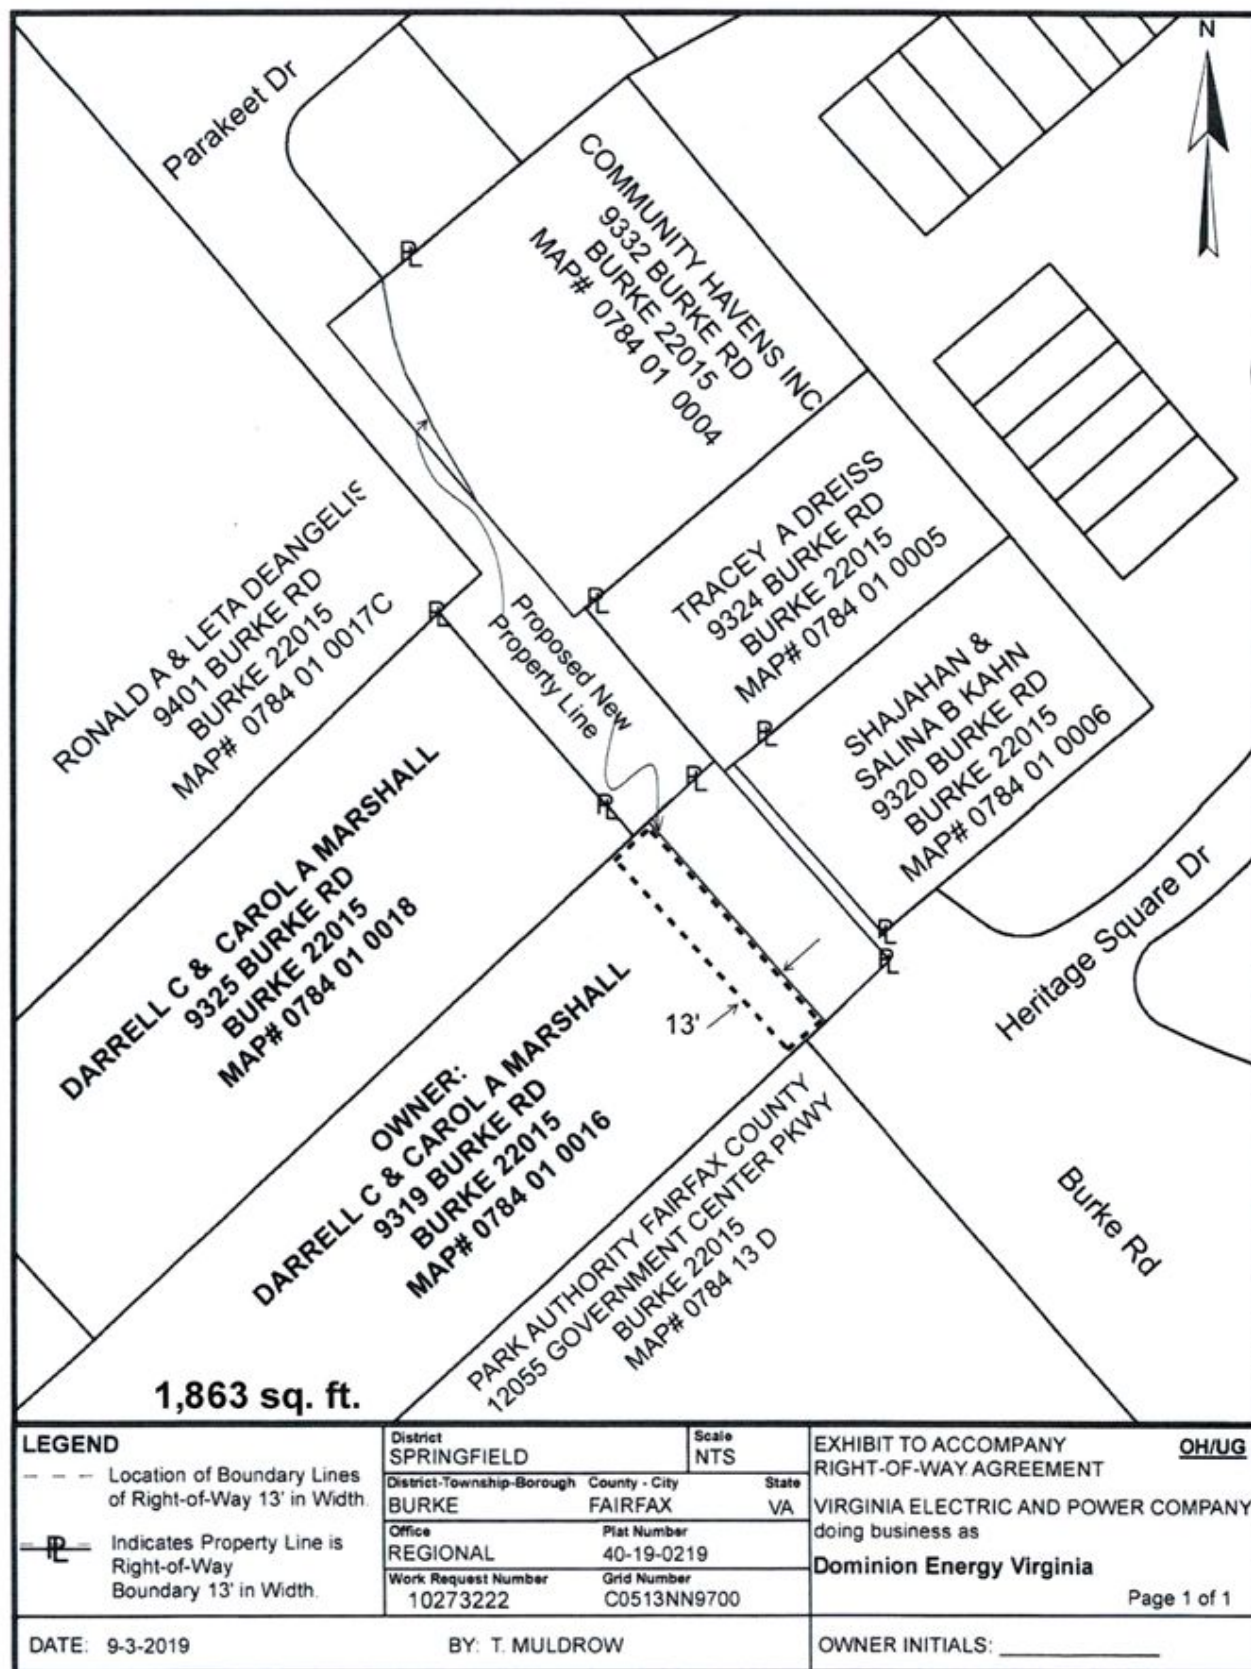 N
Parakeet Dr
COMMUNITY HAVENS INC
9332 BURKE RD
BURKE 22015
MAP# 0784 01 0004
PL
TRACEY A DREISS
9324 BURKE RD
BURKE 22015
MAP# 0784 01 0005
RONALD A & LETA DEANGELIS
9401 BURKE RD
BURKE 22015
MAP# 0784 01 0017C
PL
PL
Proposed New
Property Line
SHAJAHAN &
SALINA B KAHN
9320 BURKE RD
BURKE 22015
MAP# 0784 01 0006
PL
PL
PL
DARRELL C & CAROL A MARSHALL
9325 BURKE RD
BURKE 22015
MAP# 0784 01 0018
PL
PL
Heritage Square Dr
13'
OWNER:
DARRELL C & CAROL A MARSHALL
9319 BURKE RD
BURKE 22015
MAP# 0784 01 0016
PARK AUTHORITY FAIRFAX COUNTY
12055 GOVERNMENT CENTER PKWY
BURKE 22015
MAP# 0784 13 D
Burke Rd
1,863 sq. ft.
LEGEND
Location of Boundary Lines
of Right-of-Way 13' in Width.
PL
Indicates Property Line is
Right-of-Way
Boundary 13' in Width.
District
SPRINGFIELD
Scale
NTS
District-Township-Borough County - City State
BURKE FAIRFAX VA
Office Plat Number
REGIONAL 40-19-0219
Work Request Number Grid Number
10273222 C0513NN9700
EXHIBIT TO ACCOMPANY OH/UG
RIGHT-OF-WAY AGREEMENT
VIRGINIA ELECTRIC AND POWER COMPANY
doing business as
Dominion Energy Virginia
Page 1 of 1
DATE: 9-3-2019 BY: T. MULDROW
OWNER INITIALS: